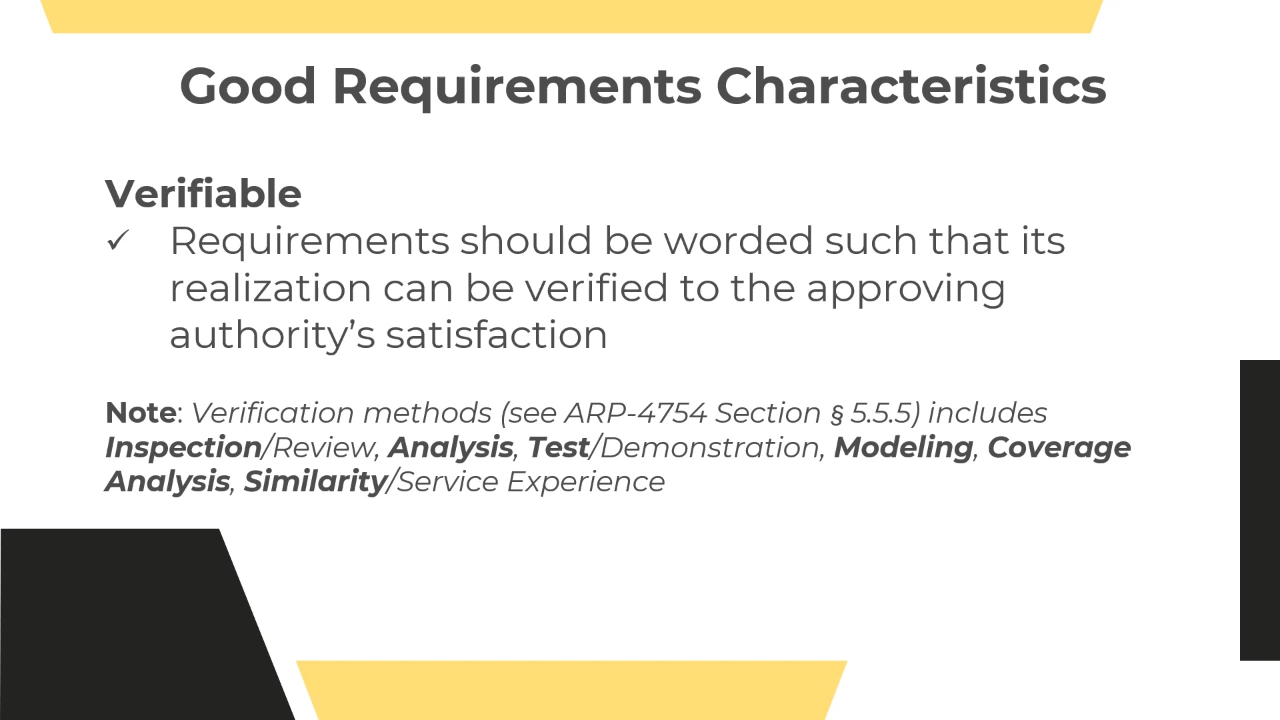 Good Requirements Characteristics
Verifiable
✓ Requirements should be worded such that its
realization can be verified to the approving
authority’s satisfaction
Note: Verification methods (see ARP-4754 Section § 5.5.5) includes
Inspection/Review, Analysis, Test/Demonstration, Modeling, Coverage
Analysis, Similarity/Service Experience